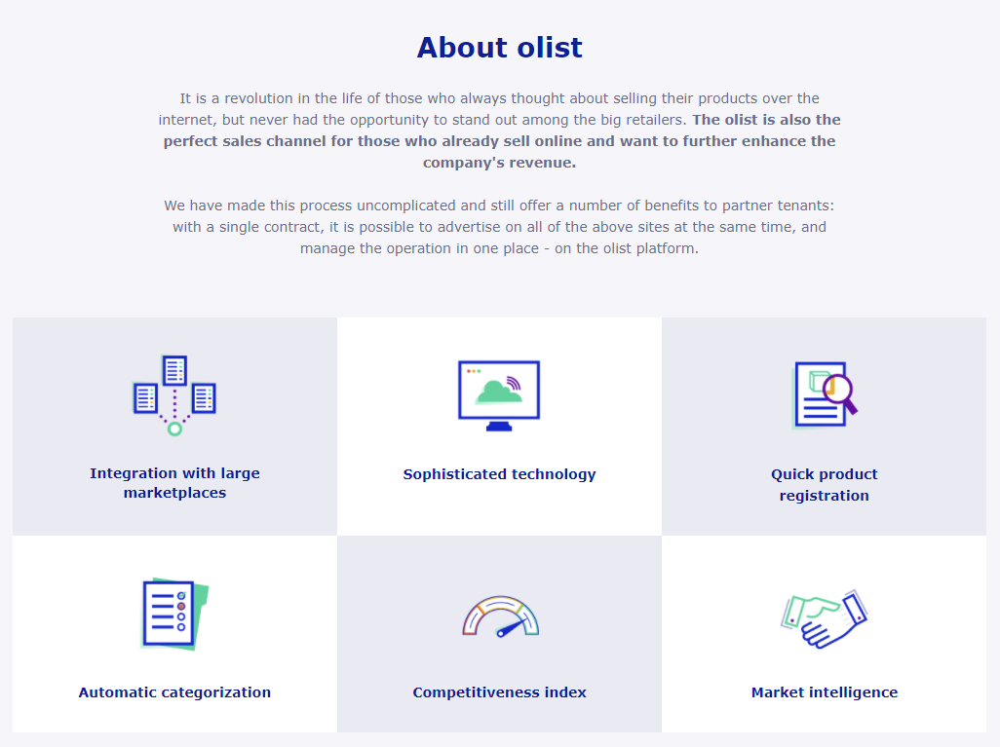 About olist
It is a revolution in the life of those who always thought about selling their products over the
internet, but never had the opportunity to stand out among the big retailers. The olist is also the
perfect sales channel for those who already sell online and want to further enhance the
company's revenue.
We have made this process uncomplicated and still offer a number of benefits to partner tenants:
with a single contract, it is possible to advertise on all of the above sites at the same time, and
manage the operation in one place - on the olist platform.
Integration with large
marketplaces
Sophisticated technology
Quick product
registration
Automatic categorization
Competitiveness index
Market intelligence